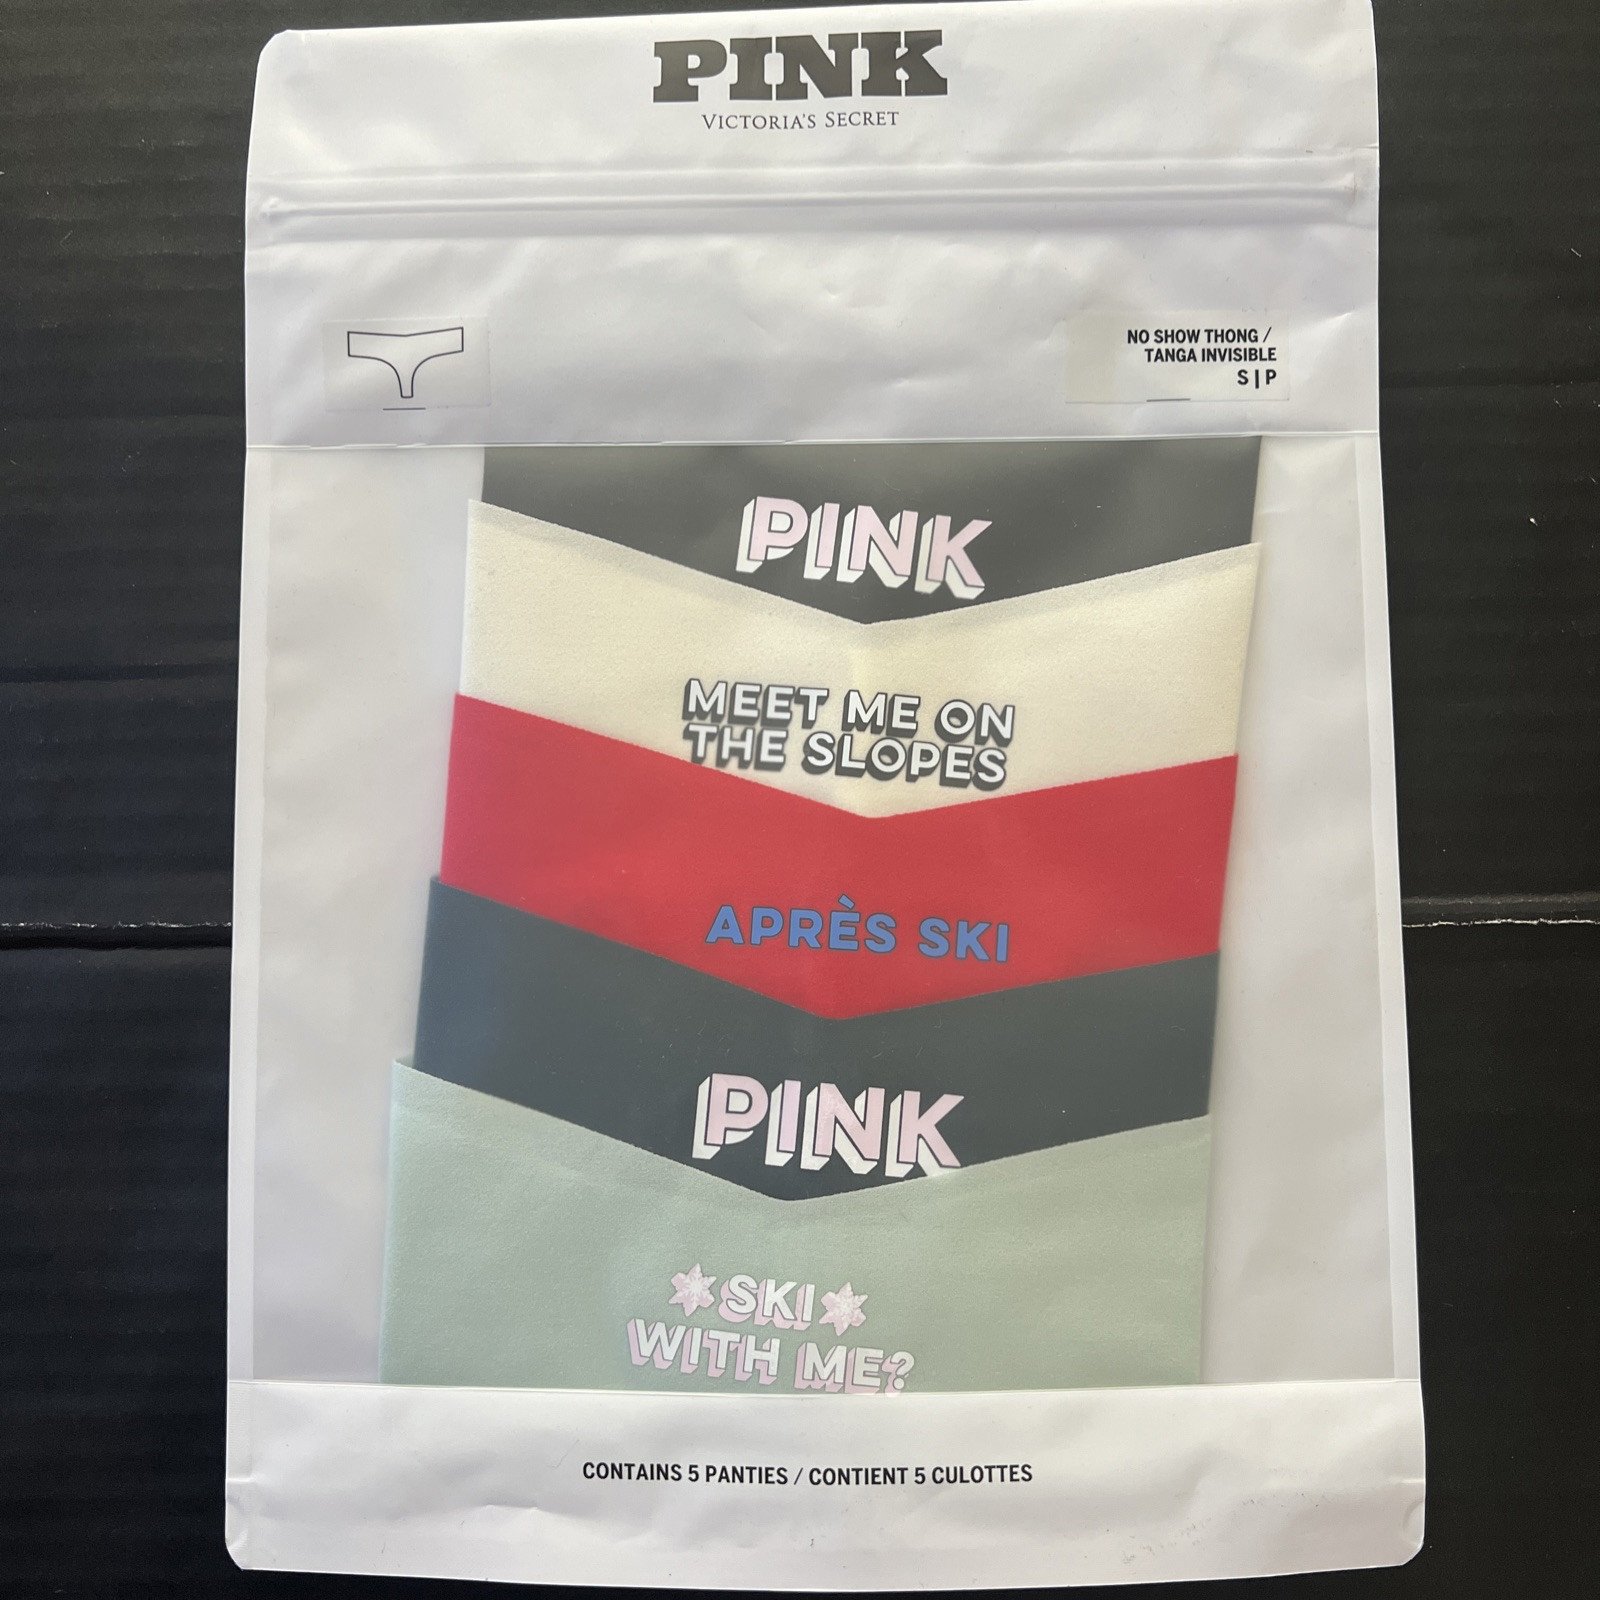 PINK
VICTORIA'S SECRET
NO SHOW THONG /
TANGA INVISIBLE
S | P
PINK
MEET ME ON
THE SLOPES
APRÈS SKI
PINK
SKI
WITH ME?
CONTAINS 5 PANTIES / CONTIENT 5 CULOTTES